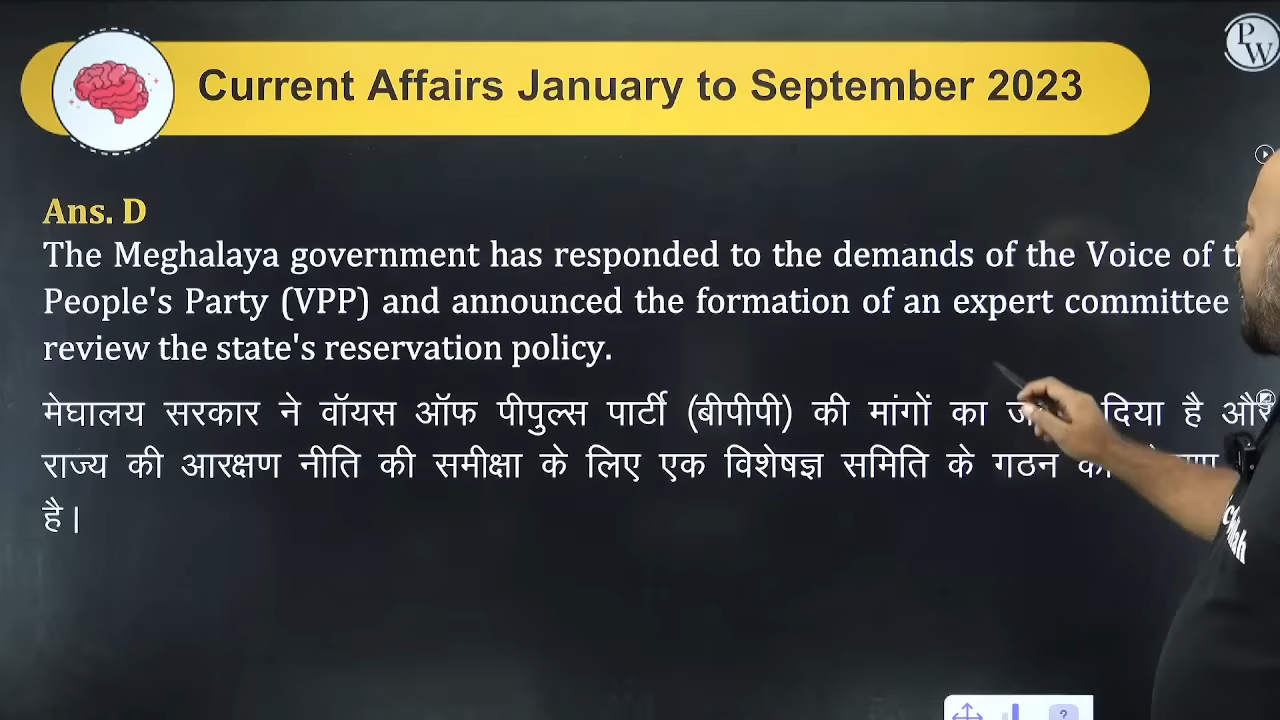 PW
Current Affairs January to September 2023
Ans. D
The Meghalaya government has responded to the demands of the Voice of
People's Party (VPP) and announced the formation of an expert committee
review the state's reservation policy.
मेघालय सरकार ने वॉयस ऑफ पीपुल्स पार्टी (बीपीपी) की मांगों का दिया है और
राज्य की आरक्षण नीति की समीक्षा के लिए एक विशेषज्ञ समिति के गठन
है।